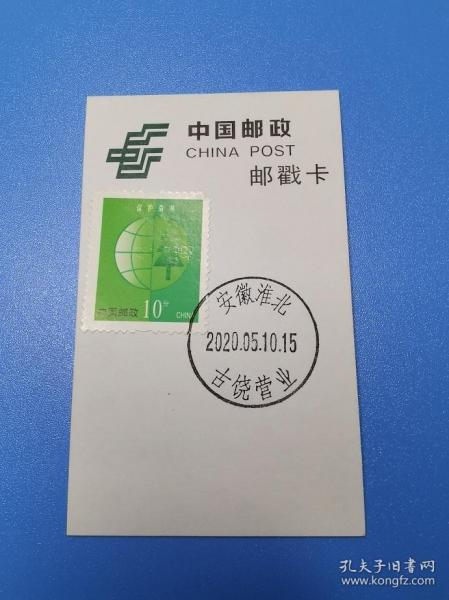 中国邮政
CHINA POST
邮戳卡
保护森林
中国邮政
10分
CHINA
安徽淮北
2020.05.10.15
古饶营业
孔夫子旧书网
www.kongfz.com